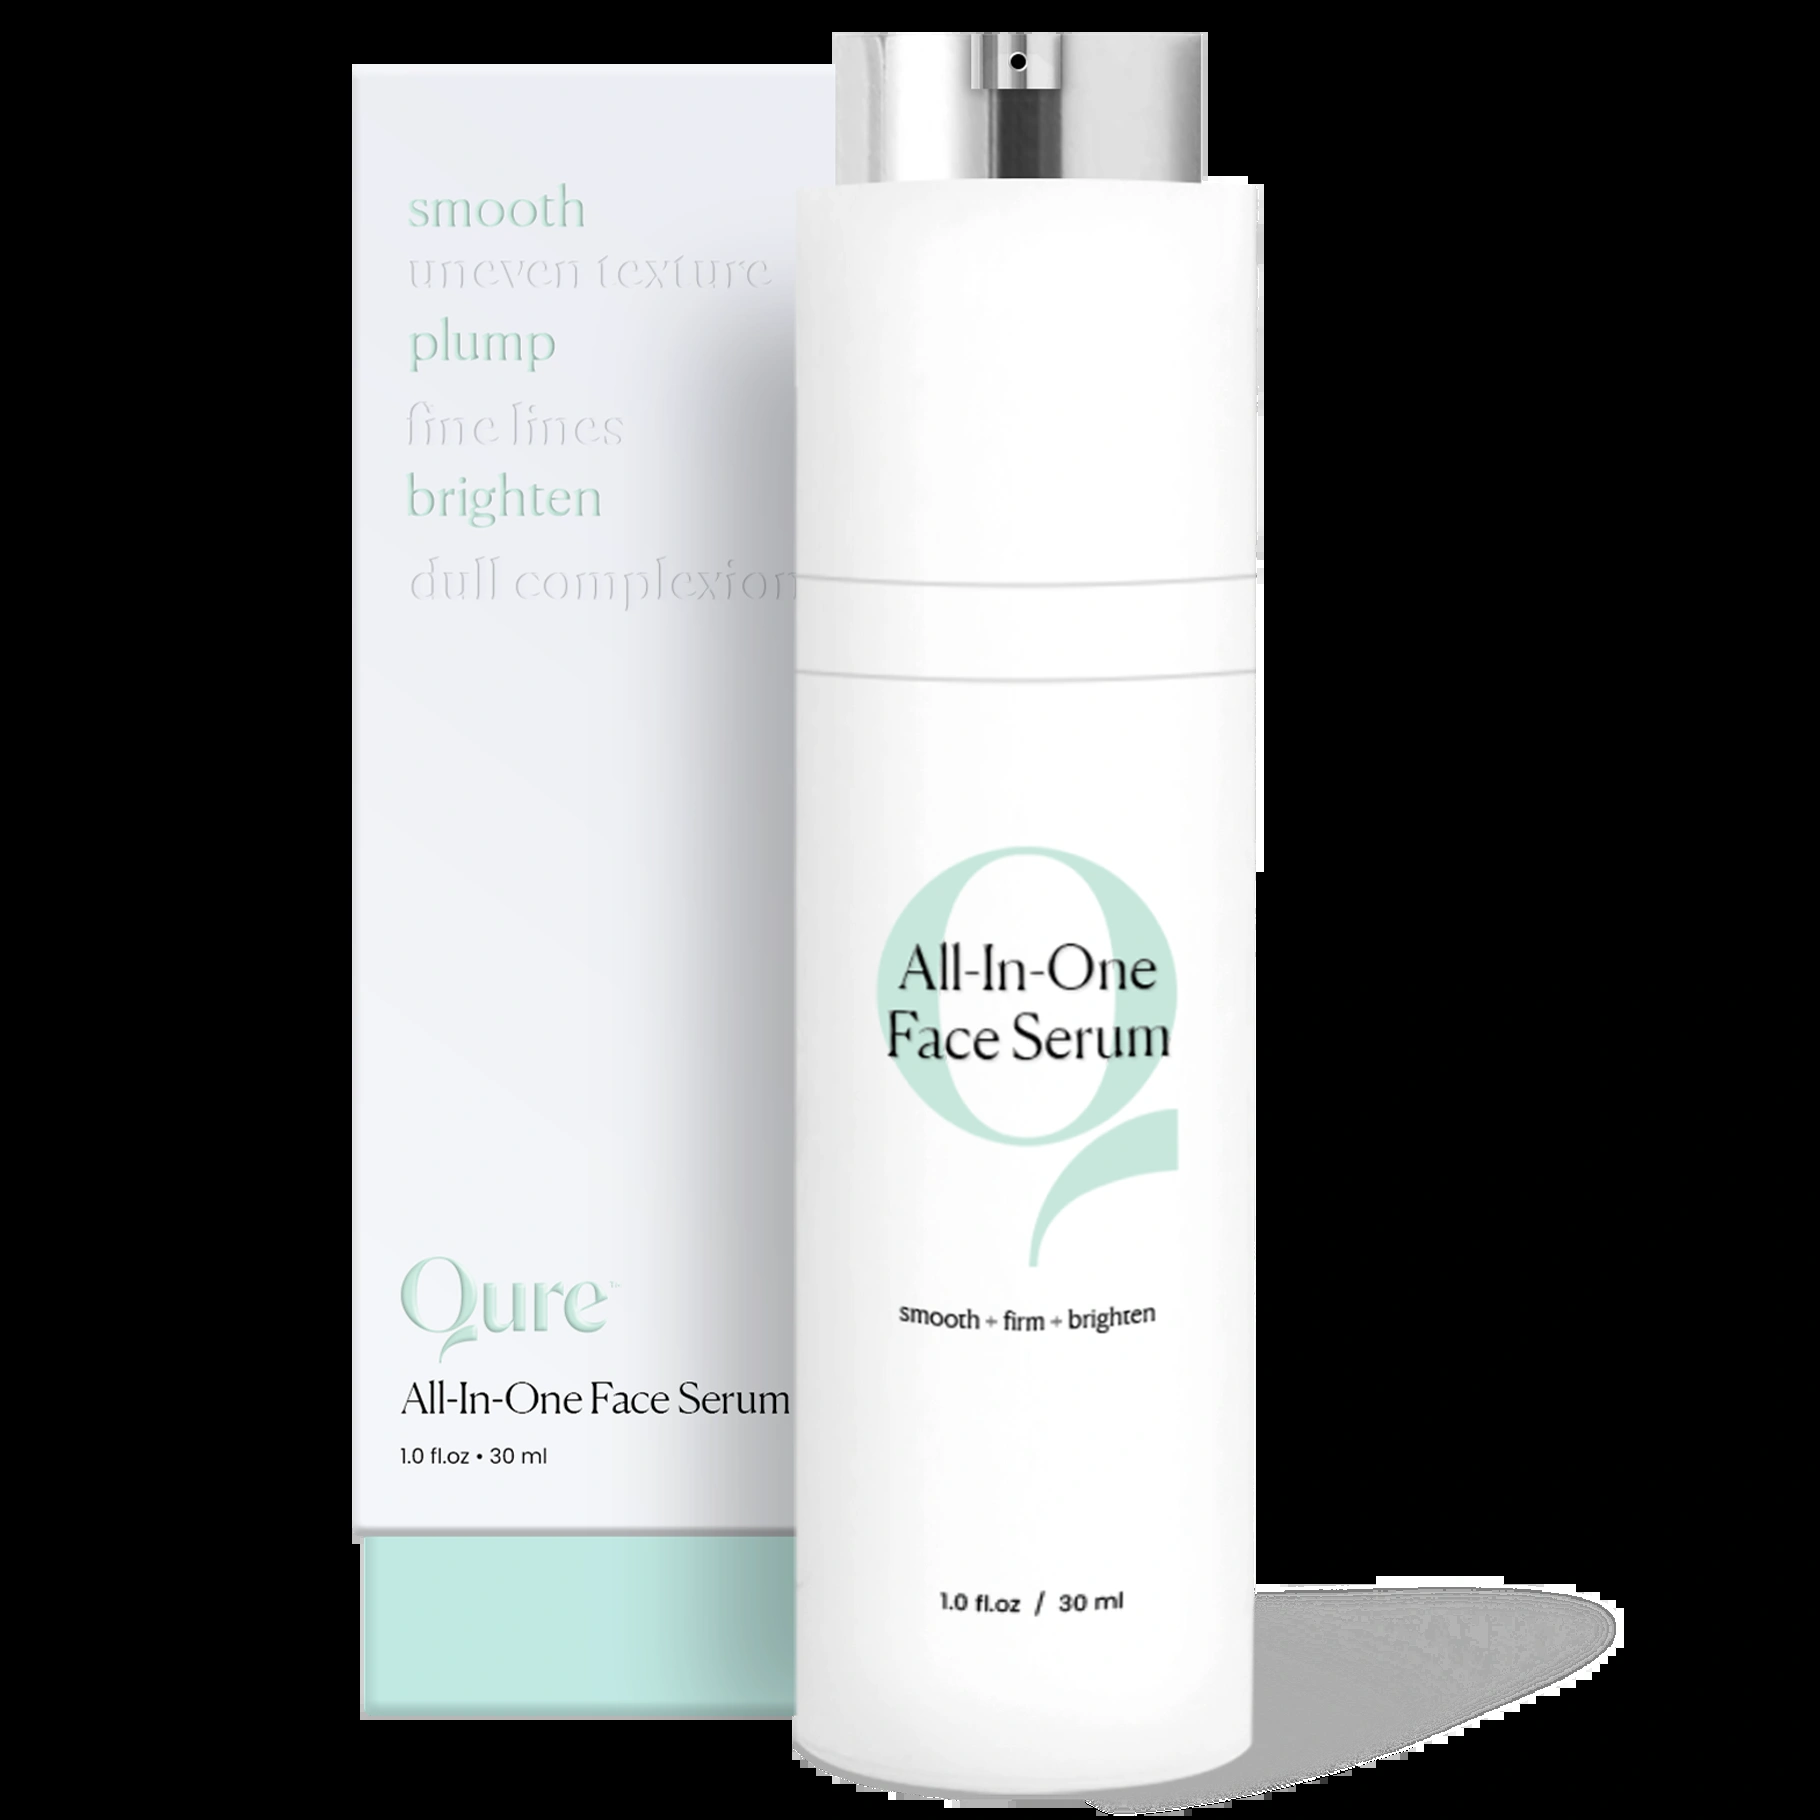 smooth
uneven texture
plump
fine lines
brighten
dull complexion
Qure™
All-In-One Face Serum
1.0 fl.oz • 30 ml
All-In-One
Face Serum
smooth + firm + brighten
1.0 fl.oz / 30 ml